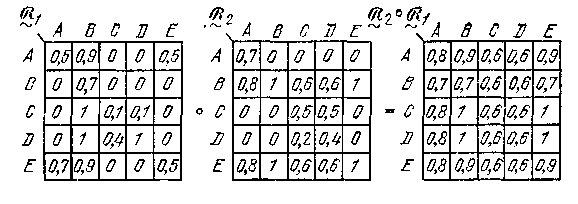 R₁ R₂ R₂∘R₁
A B C D E A B C D E A B C D E
A 0,5 0,9 0 0 0,5 A 0,7 0 0 0 0 A 0,8 0,9 0,6 0,6 0,9
B 0 0,7 0 0 0 B 0,8 1 0,6 0,6 1 B 0,7 0,7 0,6 0,6 0,7
C 0 1 0,1 0,1 0 ∘ C 0 0 0,5 0,5 0 = C 0,8 1 0,6 0,6 1
D 0 1 0,4 1 0 D 0 0 0,2 0,4 0 D 0,8 1 0,6 0,6 1
E 0,7 0,9 0 0 0,5 E 0,8 1 0,6 0,6 1 E 0,8 0,9 0,6 0,6 0,9